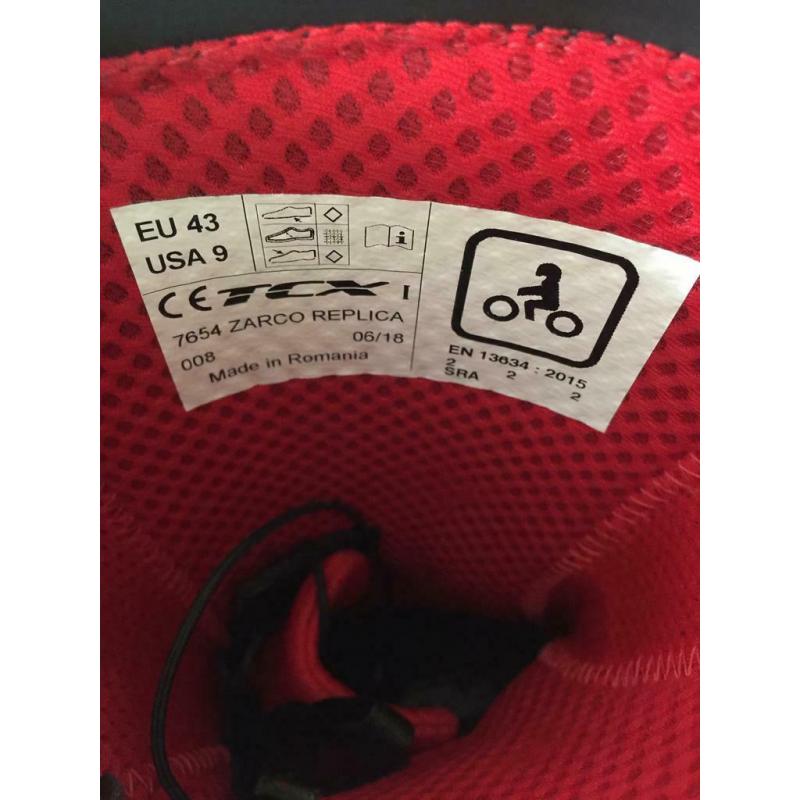 EU 43
USA 9
i
CE TCX I
7654 ZARCO REPLICA
008 06/18
Made in Romania
EN 13634 : 2015
2 2 2
SRA